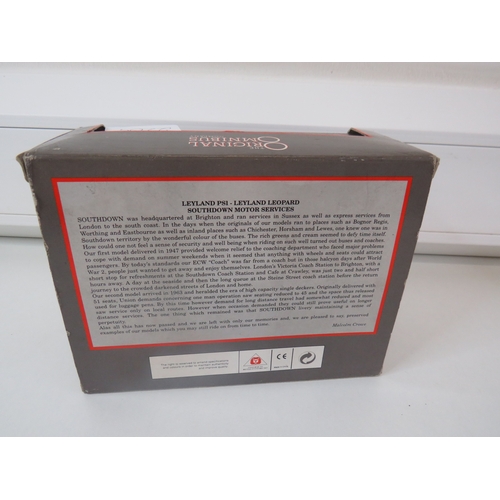 THE
ORIGINAL
OMNIBUS
LEYLAND PS1 - LEYLAND LEOPARD
SOUTHDOWN MOTOR SERVICES
SOUTHDOWN was headquartered at Brighton and ran services in Sussex as well as express services from
London to the south coast. In the days when the originals of our models ran to places such as Bognor Regis,
Worthing and Eastbourne as well as inland places such as Chichester, Horsham and Lewes, one knew one was in
Southdown territory by the wonderful colour of the buses. The rich greens and cream seemed to defy time itself.
How could one not feel a sense of security and well being when riding on such well turned out buses and coaches
Our first model delivered in 1947 provided welcome relief to the coaching department who faced major problems
to cope with demand on summer weekends when it seemed that anything with wheels and seats could attract
passengers. By today's standards our ECW "Coach" was far from a coach but in those halcyon days after World
War 2, people just wanted to get away and enjoy themselves. London's Victoria Coach Station to Brighton, with a
stop for refreshments at the Southdown Coach Station and Cafe at Crawley, was just two and half short
hours away. A day at the seaside and then the long queue at the Steine Street coach station before the return
journey to the crowded darkened streets of London and home.
Our second model arrived in 1963 and heralded the era of high capacity single deckers. Originally delivered with
51 seats, Union demands concerning one man operation saw seating reduced to 45 and the space then released
used for luggage pens. By this time however demand for long distance travel had somewhat reduced and most
saw service only on local routes. However when occasion demanded they could still prove useful on longer
distance services. The one thing which remained was that SOUTHDOWN livery maintaining a sense of
perpetuity.
Alas all this has now passed and we are left with only our memories and, we are pleased to say preserved
examples of our models which you may still ride on from time to time.
CE